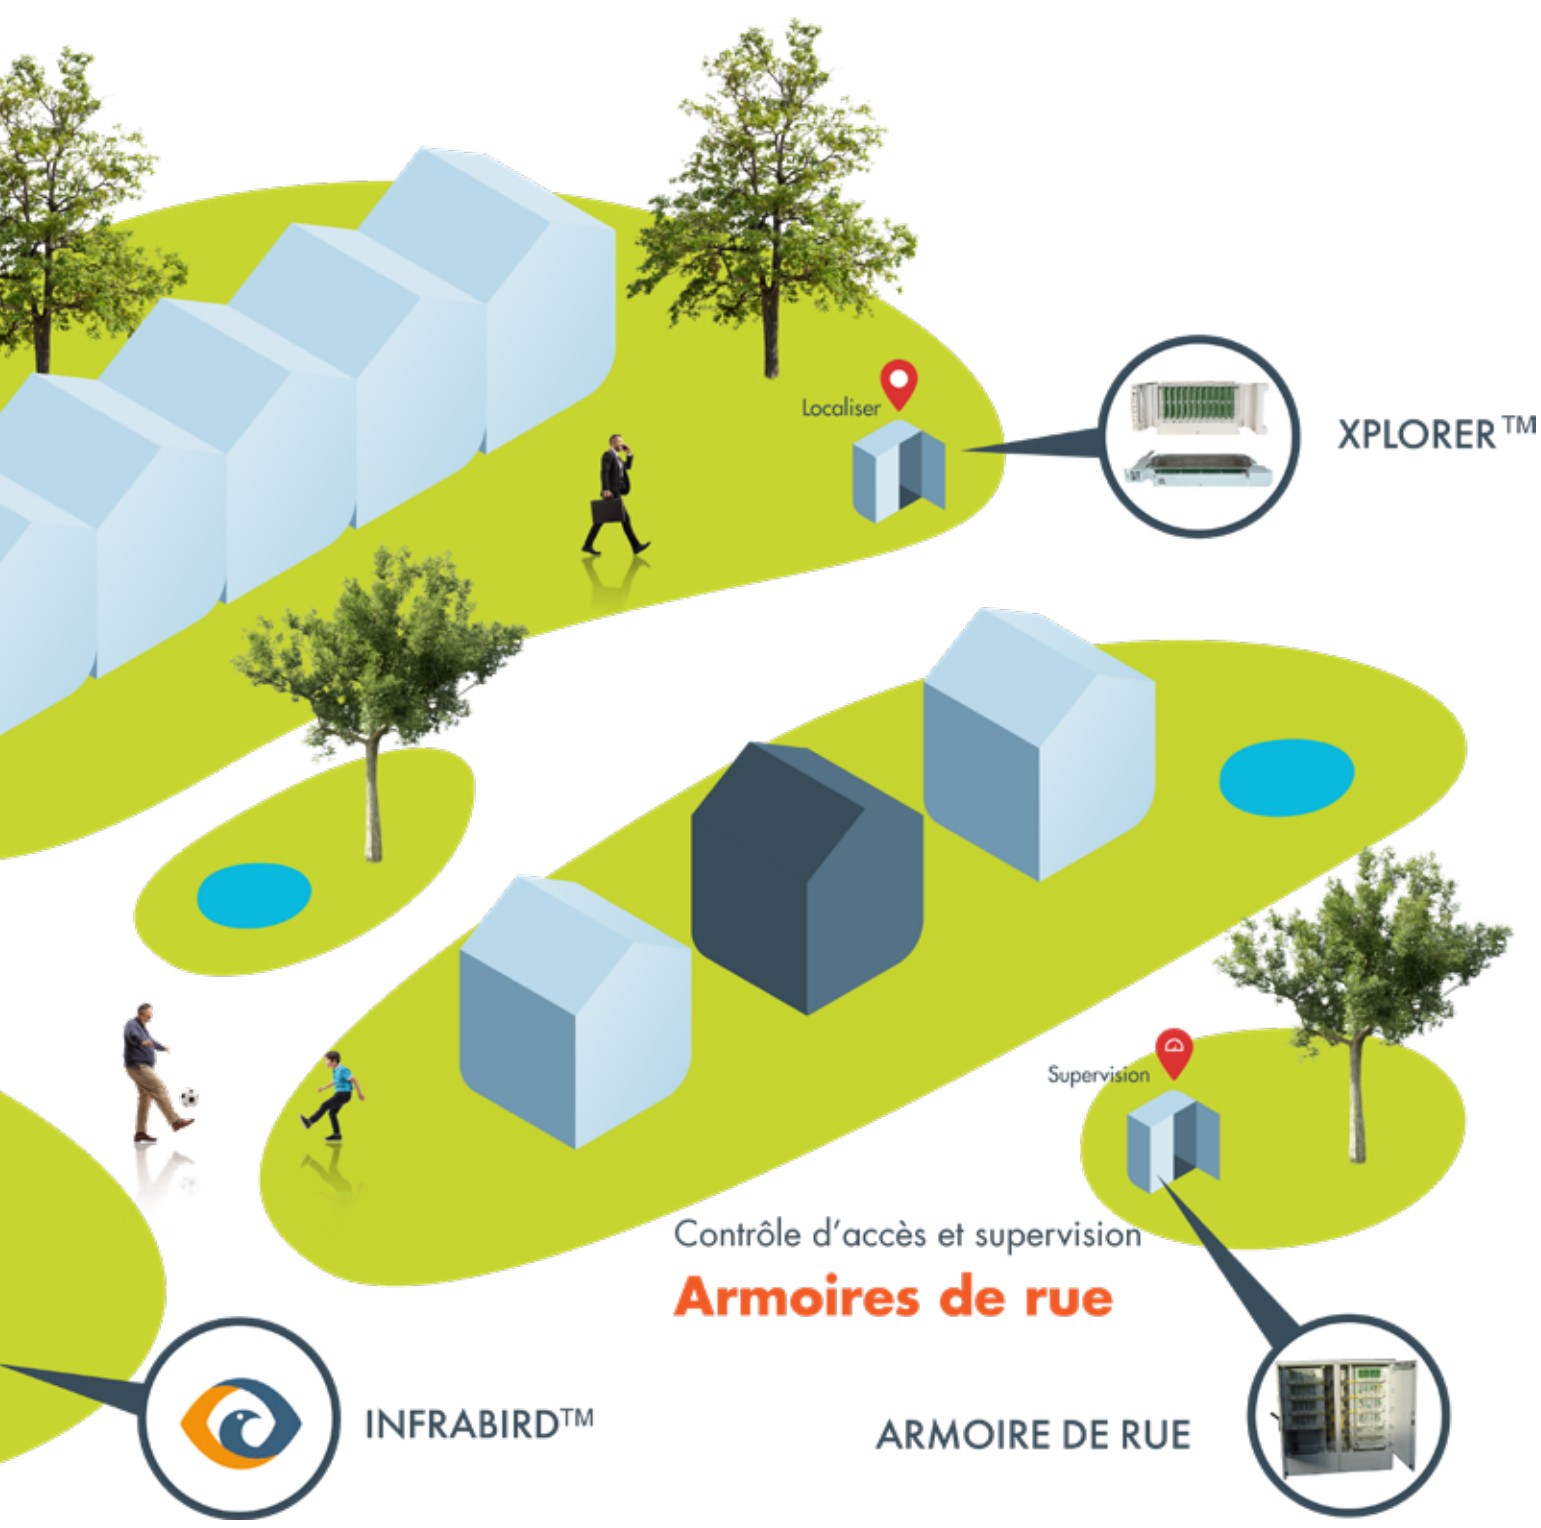 Localiser
XPLORER™
Supervision
Contrôle d'accès et supervision
Armoires de rue
INFRABIRD™
ARMOIRE DE RUE